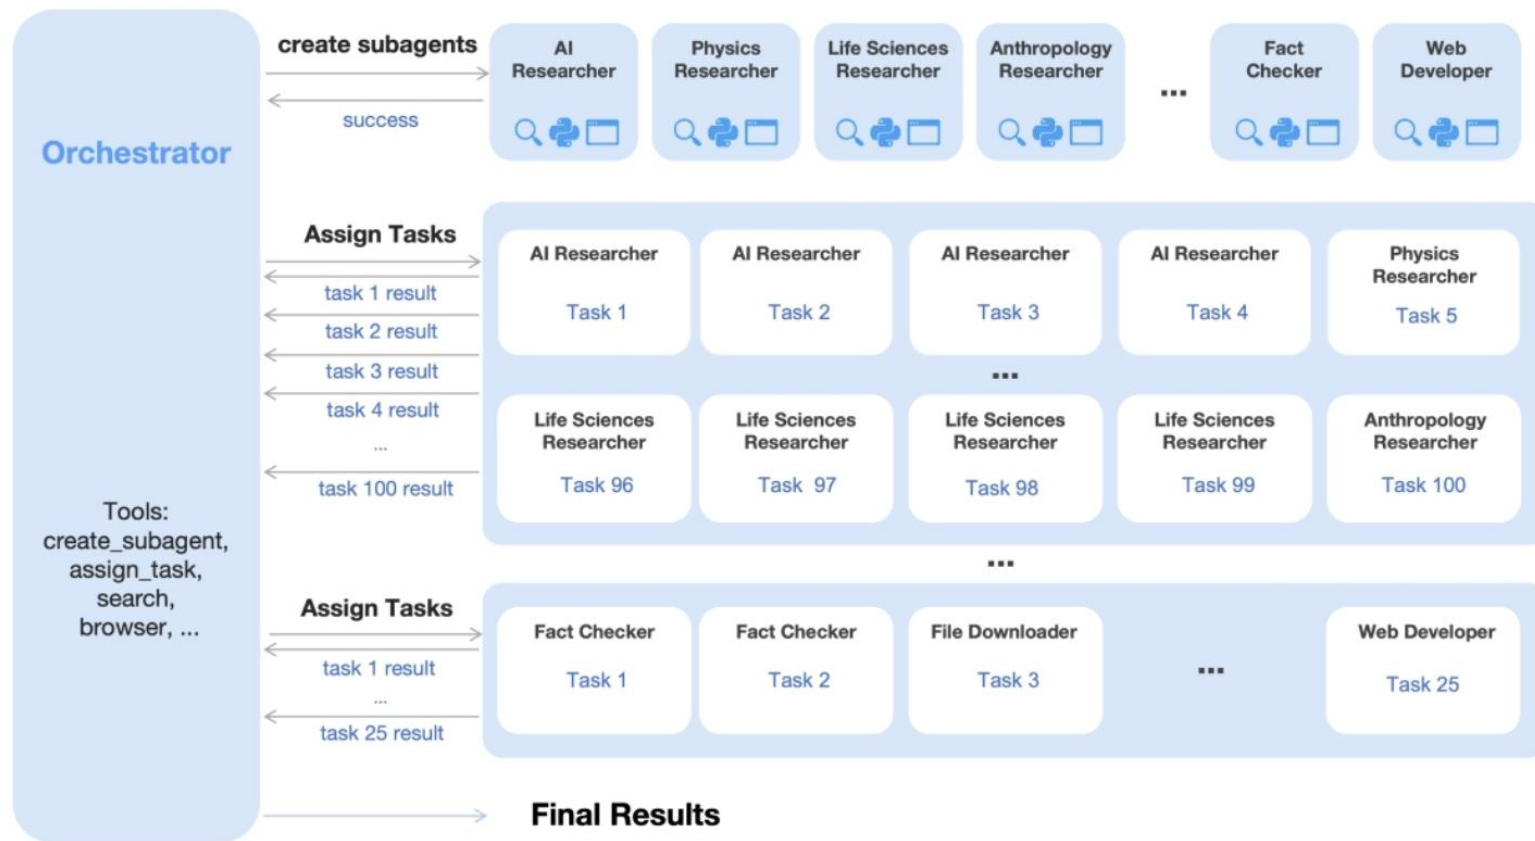 create subagents
success
AI
Researcher
Physics
Researcher
Life Sciences
Researcher
Anthropology
Researcher
...
Fact
Checker
Web
Developer
Orchestrator
Tools:
create_subagent,
assign_task,
search,
browser, ...
Assign Tasks
task 1 result
task 2 result
task 3 result
task 4 result
...
task 100 result
AI Researcher
Task 1
AI Researcher
Task 2
AI Researcher
Task 3
AI Researcher
Task 4
Physics
Researcher
Task 5
...
Life Sciences
Researcher
Task 96
Life Sciences
Researcher
Task 97
Life Sciences
Researcher
Task 98
Life Sciences
Researcher
Task 99
Anthropology
Researcher
Task 100
...
Assign Tasks
task 1 result
...
task 25 result
Fact Checker
Task 1
Fact Checker
Task 2
File Downloader
Task 3
...
Web Developer
Task 25
Final Results